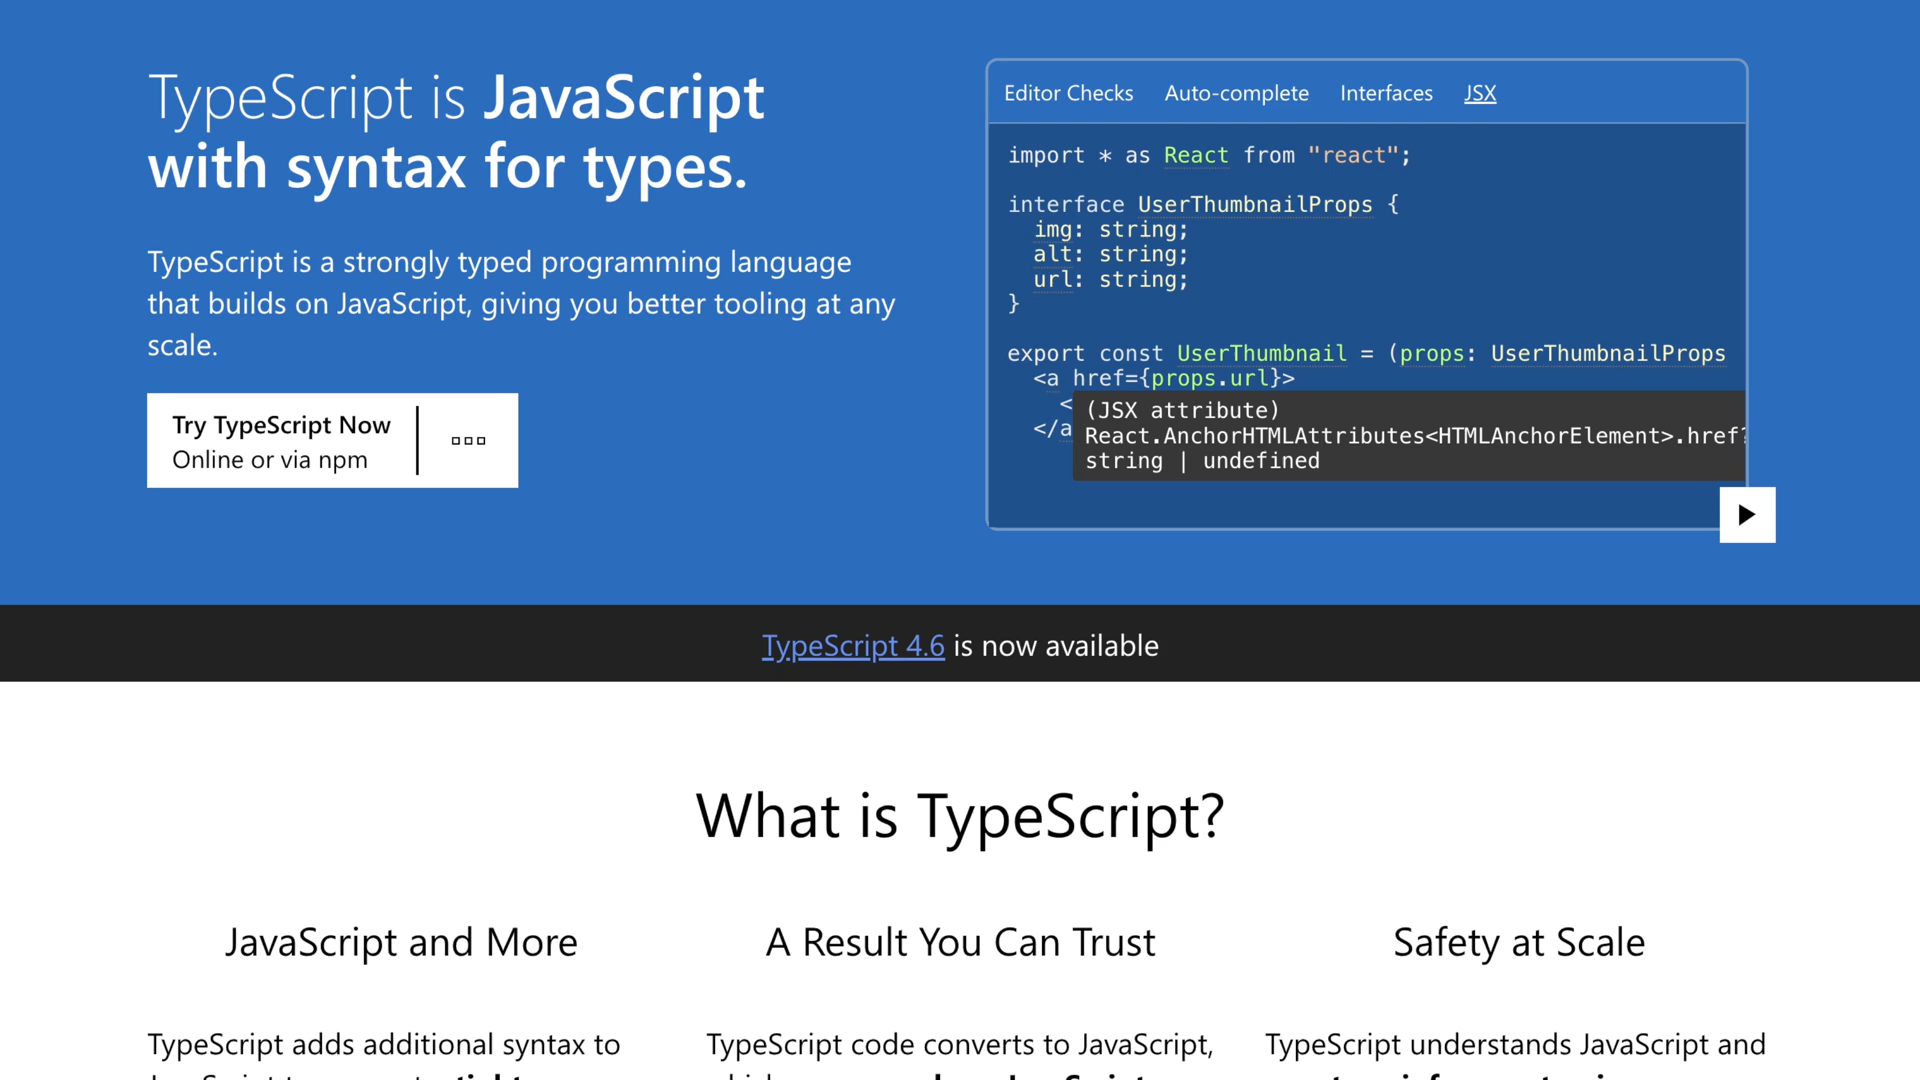 TypeScript is JavaScript
with syntax for types.
TypeScript is a strongly typed programming language
that builds on JavaScript, giving you better tooling at any
scale.
Try TypeScript Now
Online or via npm
Editor Checks Auto-complete Interfaces JSX
import * as React from "react";
interface UserThumbnailProps {
img: string;
alt: string;
url: string;
}
export const UserThumbnail = (props: UserThumbnailProps
<a href={props.url}>
<
</a
(JSX attribute)
React.AnchorHTMLAttributes<HTMLAnchorElement>.href?
string | undefined
TypeScript 4.6 is now available
What is TypeScript?
JavaScript and More
TypeScript adds additional syntax to
A Result You Can Trust
TypeScript code converts to JavaScript,
Safety at Scale
TypeScript understands JavaScript and